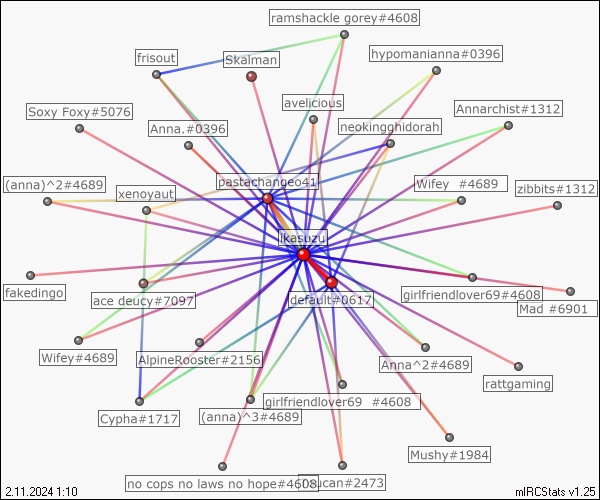 ramshackle gorey#4608
hypomanianna#0396
frisout
Skalman
avelicious
Soxy Foxy#5076
Annarchist#1312
Anna.#0396
neokingghidorah
pastachange041
(anna)^2#4689
Wifey  #4689
zibbits#1312
xenoyaut
ikasuzu
fakedingo
ace deucy#7097
default#0617
girlfriendlover69#4608
Mad #6901
Wifey#4689
AlpineRooster#2156
Anna^2#4689
rattgaming
girlfriendlover69  #4608
Cypha#1717
(anna)^3#4689
Mushy#1984
no cops no laws no hope#4608
#2473
2.11.2024 1:10
mIRCStats v1.25